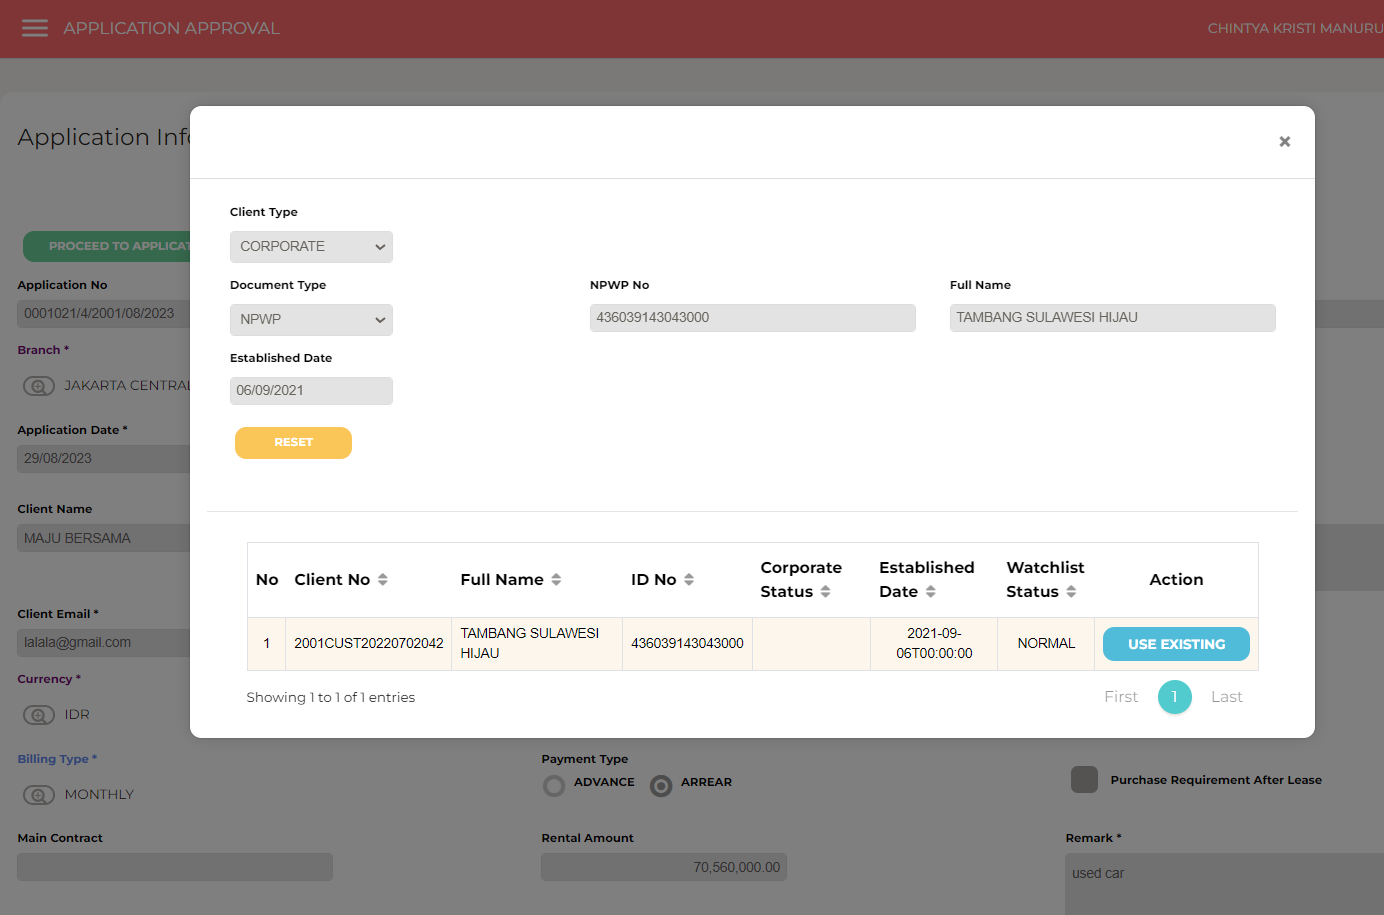 APPLICATION APPROVAL
CHINTYA KRISTI MANURU
Application Info
PROCEED TO APPLICAT
Application No
0001021/4/2001/08/2023
Branch *
JAKARTA CENTRAL
Application Date *
29/08/2023
Client Name
MAJU BERSAMA
Client Email *
lalala@gmail.com
Currency *
IDR
Billing Type *
MONTHLY
Main Contract
Payment Type
ADVANCE
ARREAR
Rental Amount
70,560,000.00
Purchase Requirement After Lease
Remark *
used car
×
Client Type
CORPORATE
Document Type
NPWP
NPWP No
436039143043000
Full Name
TAMBANG SULAWESI HIJAU
Established Date
06/09/2021
RESET
No Client No Full Name ID No Corporate Status Established Date Watchlist Status Action
1 2001CUST20220702042 TAMBANG SULAWESI HIJAU 436039143043000 2021-09-06T00:00:00 NORMAL USE EXISTING
Showing 1 to 1 of 1 entries
First 1 Last